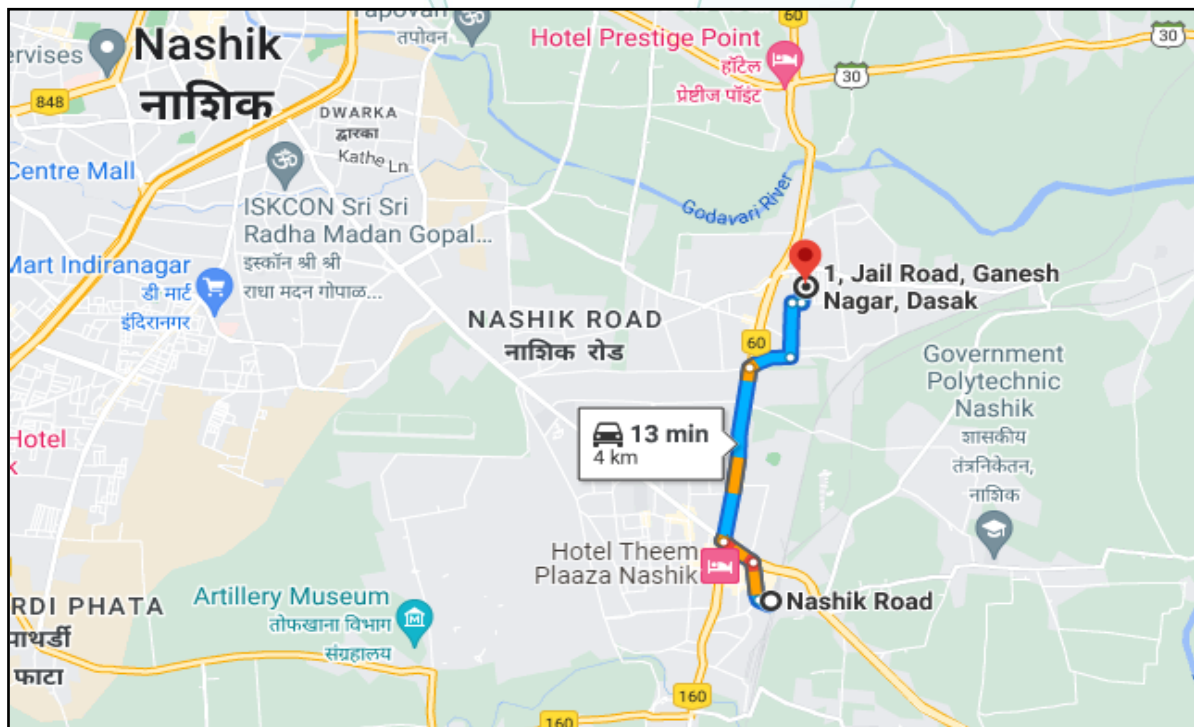 Tapovan
तपोवन
60
30
ervises
Nashik
नाशिक
Hotel Prestige Point
हॉटेल
प्रेष्टीज पॉइंट
30
848
DWARKA
द्वारका
Kathe Ln
Centre Mall
ISKCON Sri Sri
Radha Madan Gopal...
इस्कॉन श्री श्री
राधा मदन गोपाळ...
Godavari River
Mart Indiranagar
डी मार्ट
इंदिरानगर
1, Jail Road, Ganesh
Nagar, Dasak
NASHIK ROAD
नाशिक रोड
60
Government
Polytechnic
Nashik
शासकीय
तंत्रनिकेतन,
नाशिक
13 min
4 km
Hotel
k
Hotel Theem
Plaaza Nashik
Nashik Road
Artillery Museum
तोफखाना विभाग
संग्रहालय
RDI PHATA
पाथर्डी
फाटा
160
160